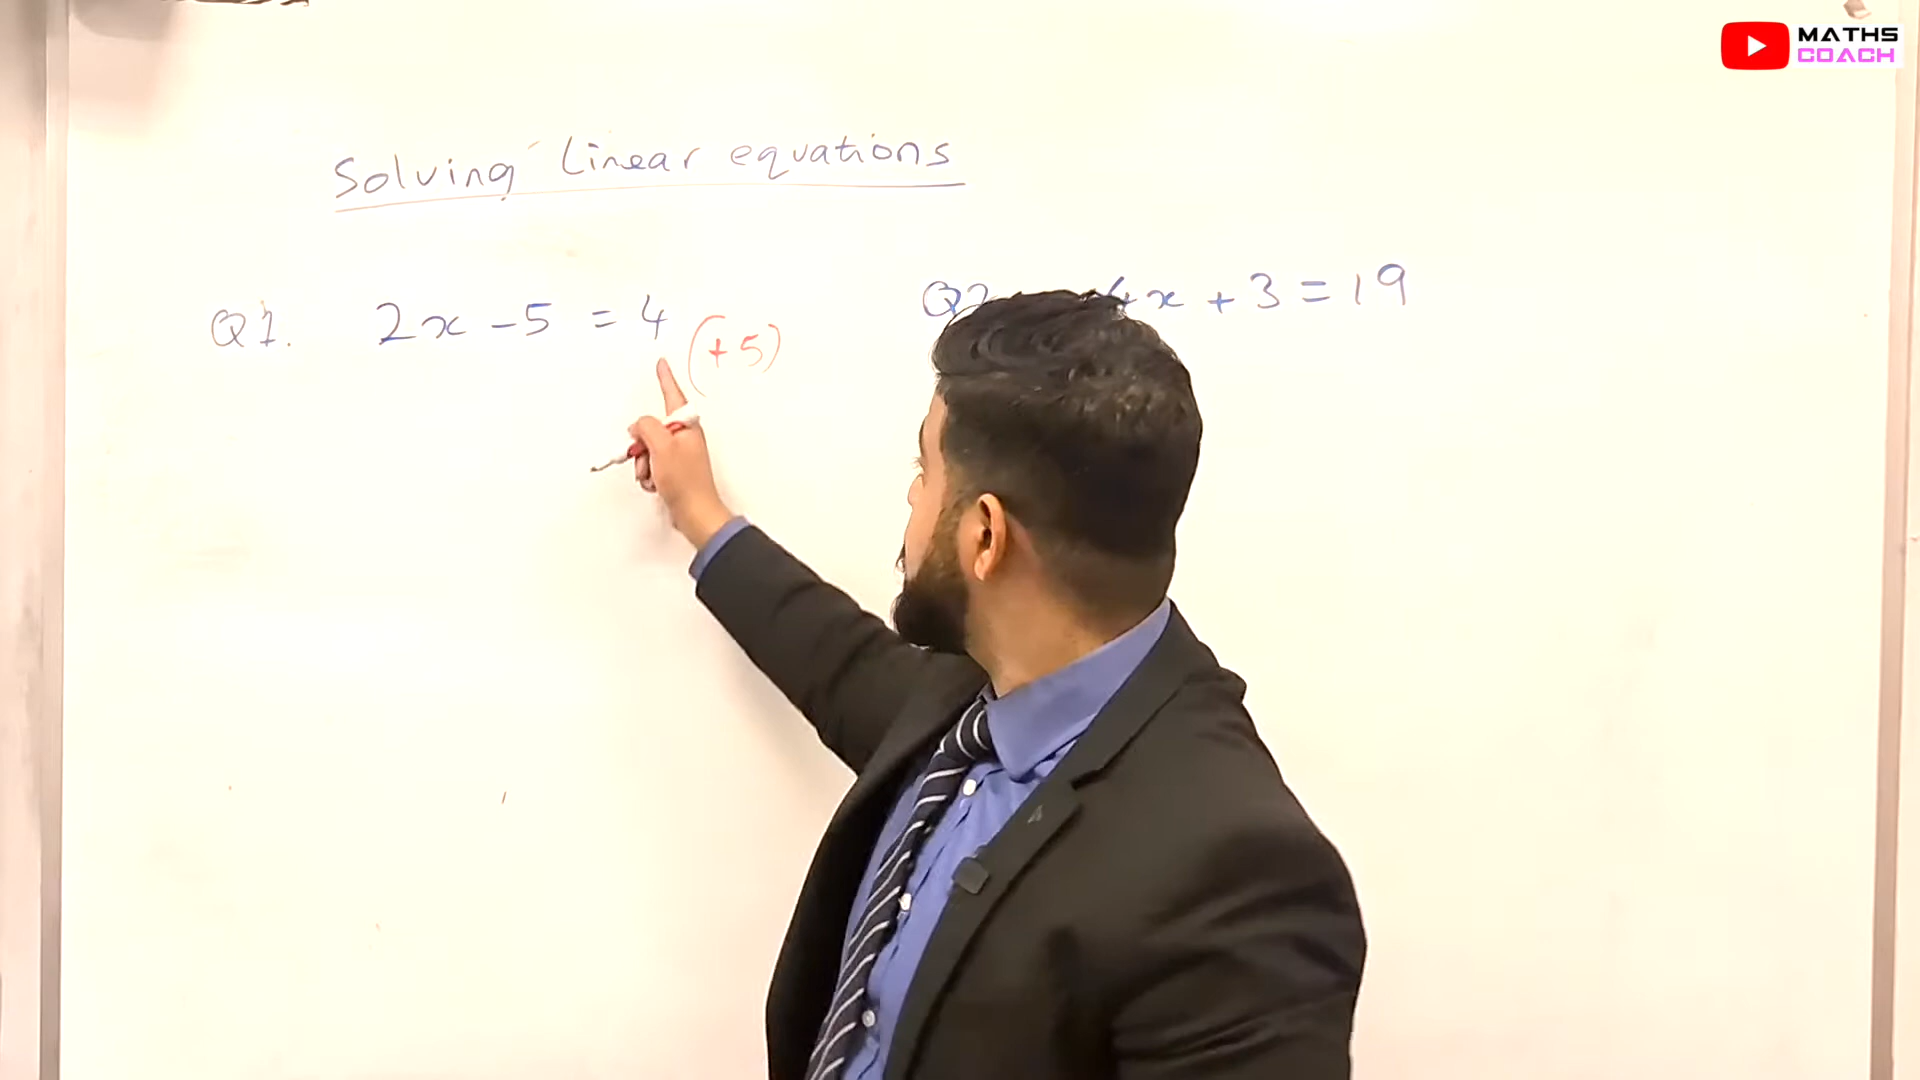 MATHS
COACH
Solving Linear equations
Q1. 2x - 5 = 4 (+5)
Q2 4x + 3 = 19